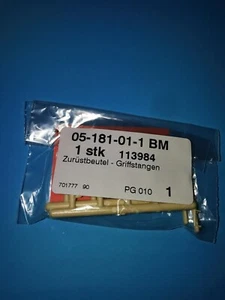 05-181-01-1 BM
1 stk 113984
Zurüstbeutel - Griffstangen
701777 90 PG 010 1